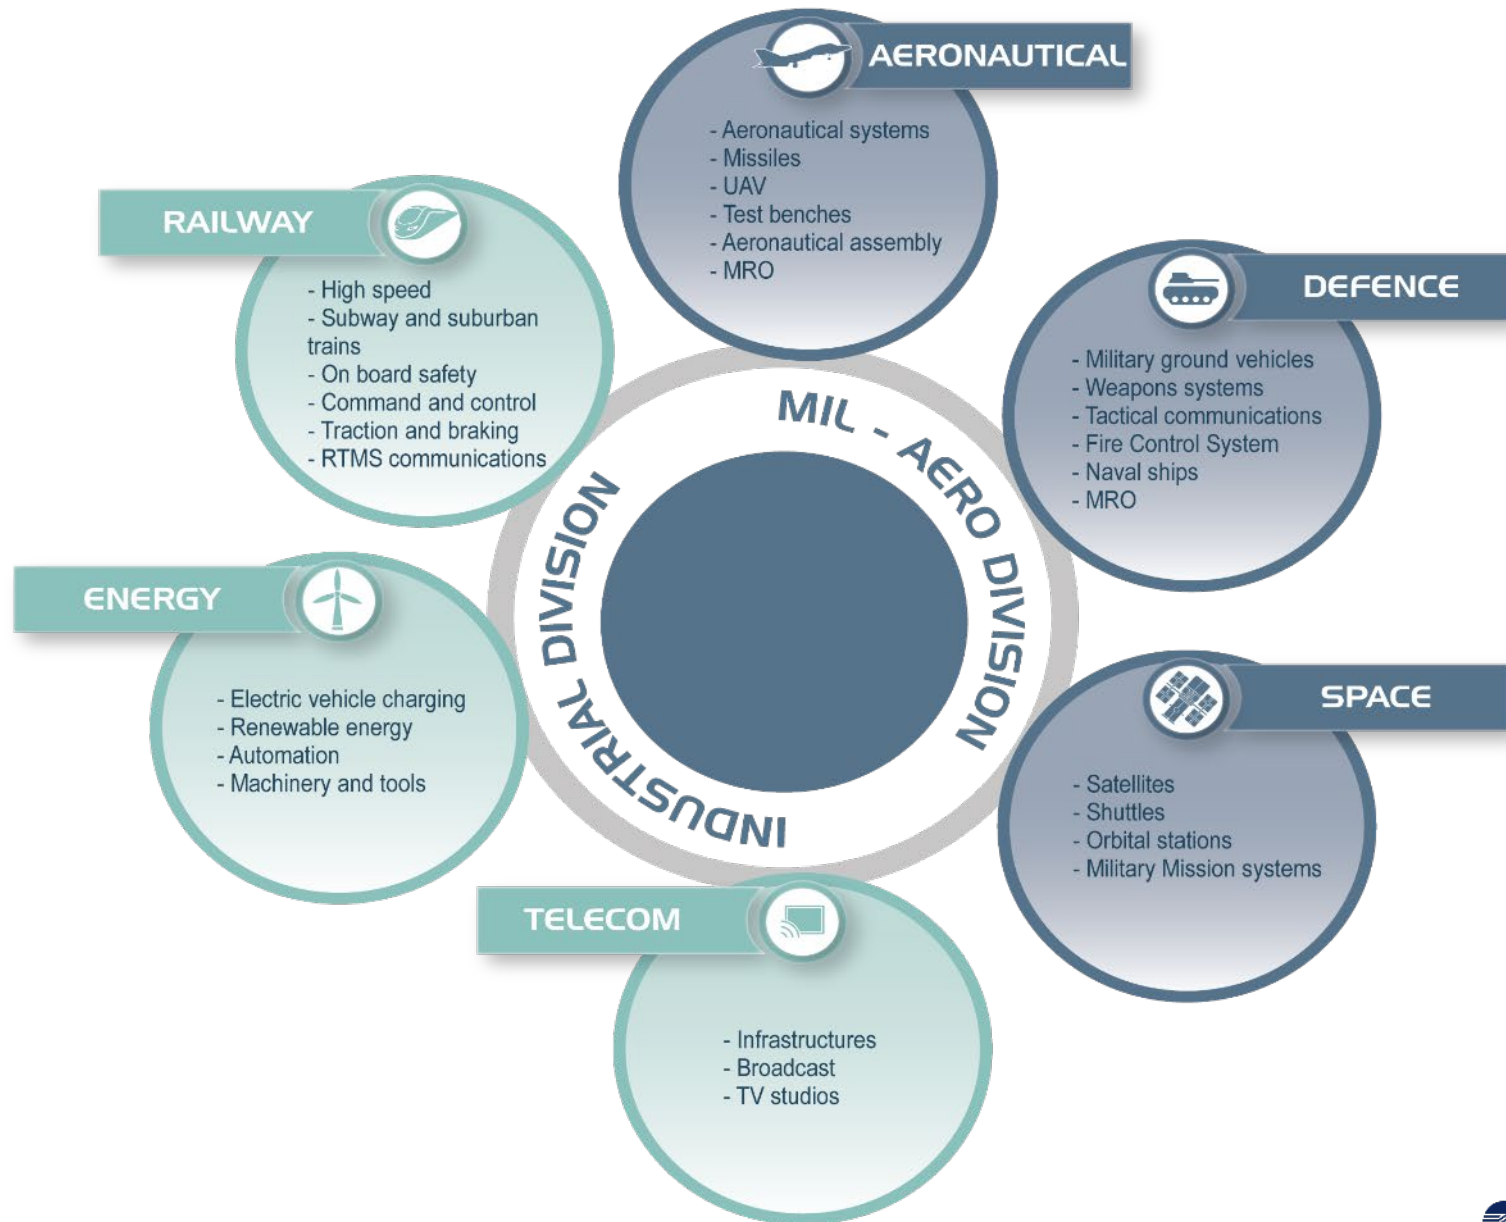 AERONAUTICAL
- Aeronautical systems
- Missiles
- UAV
- Test benches
- Aeronautical assembly
- MRO
RAILWAY
- High speed
- Subway and suburban
trains
- On board safety
- Command and control
- Traction and braking
- RTMS communications
DEFENCE
- Military ground vehicles
- Weapons systems
- Tactical communications
- Fire Control System
- Naval ships
- MRO
MIL - AERO DIVISION
INDUSTRIAL DIVISION
ENERGY
- Electric vehicle charging
- Renewable energy
- Automation
- Machinery and tools
SPACE
- Satellites
- Shuttles
- Orbital stations
- Military Mission systems
TELECOM
- Infrastructures
- Broadcast
- TV studios